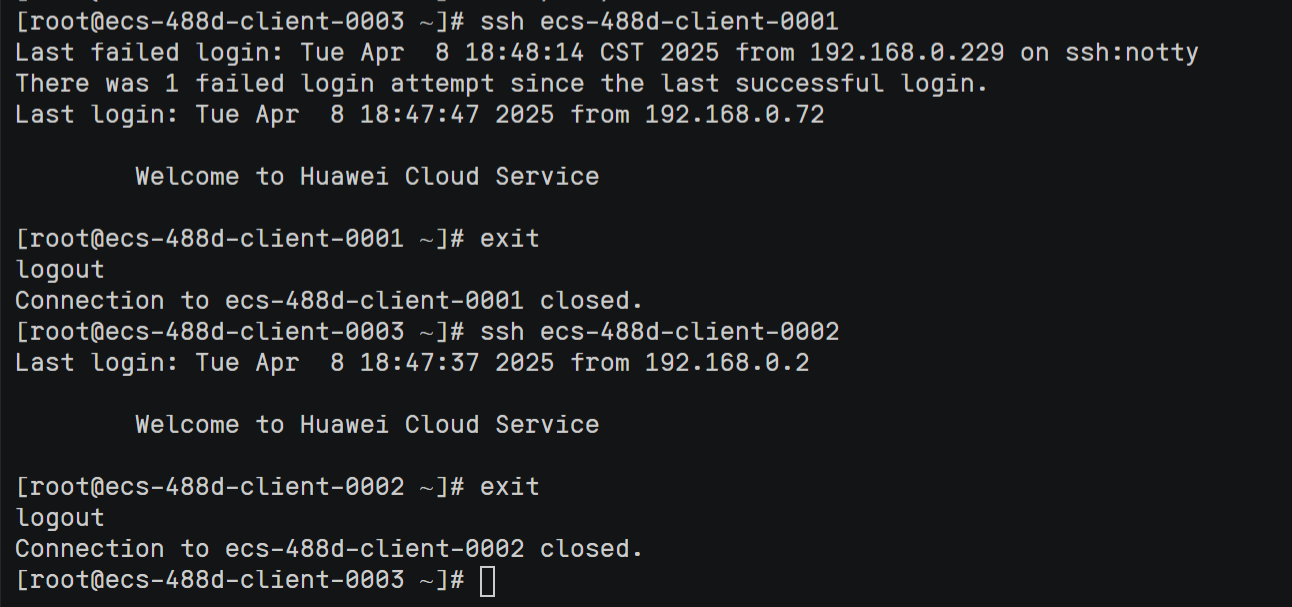 [root@ecs-488d-client-0003 ~]# ssh ecs-488d-client-0001
Last failed login: Tue Apr  8 18:48:14 CST 2025 from 192.168.0.229 on ssh:notty
There was 1 failed login attempt since the last successful login.
Last login: Tue Apr  8 18:47:47 2025 from 192.168.0.72
        Welcome to Huawei Cloud Service
[root@ecs-488d-client-0001 ~]# exit
logout
Connection to ecs-488d-client-0001 closed.
[root@ecs-488d-client-0003 ~]# ssh ecs-488d-client-0002
Last login: Tue Apr  8 18:47:37 2025 from 192.168.0.2
        Welcome to Huawei Cloud Service
[root@ecs-488d-client-0002 ~]# exit
logout
Connection to ecs-488d-client-0002 closed.
[root@ecs-488d-client-0003 ~]#